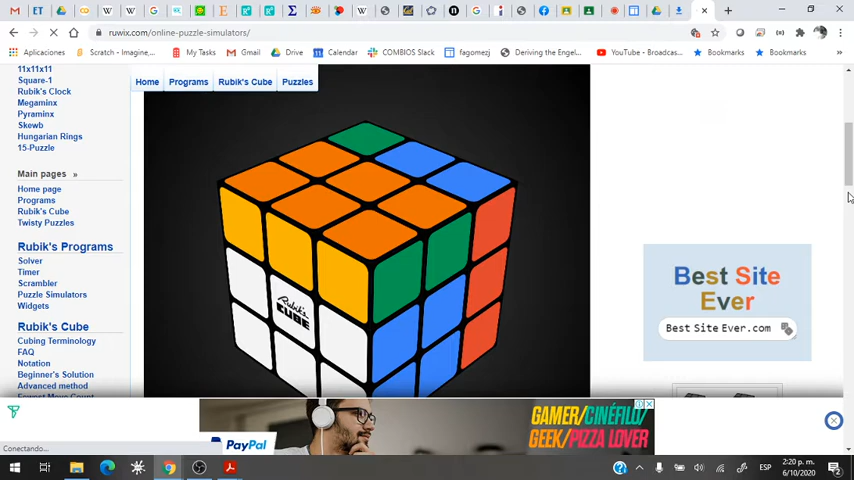 ruwix.com/online-puzzle-simulators/
Aplicaciones
Scratch - Imagine,...
My Tasks
Gmail
Drive
Calendar
COMBIOS Slack
fagomezj
Deriving the Engel...
YouTube - Broadcas...
Bookmarks
Bookmarks
11x11x11
Square-1
Rubik's Clock
Megaminx
Pyraminx
Skewb
Hungarian Rings
15-Puzzle
Main pages »
Home page
Programs
Rubik's Cube
Twisty Puzzles
Rubik's Programs
Solver
Timer
Scrambler
Puzzle Simulators
Widgets
Rubik's Cube
Cubing Terminology
FAQ
Notation
Beginner's Solution
Advanced method
Fewest Move Count
Home Programs Rubik's Cube Puzzles
Rubik's
CUBE
Best Site
Ever
Best Site Ever.com
PayPal
GAMER/CINÉFILO/
GEEK/PIZZA LOVER
Conectando...
ESP
2:20 p. m.
6/10/2020
2